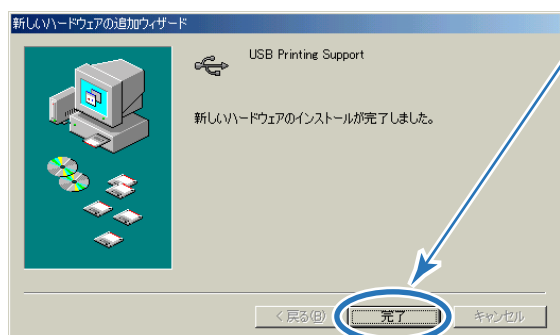 新しいハードウェアの追加ウィザード
USB Printing Support
新しいハードウェアのインストールが完了しました。
< 戻る(B)
完了
キャンセル